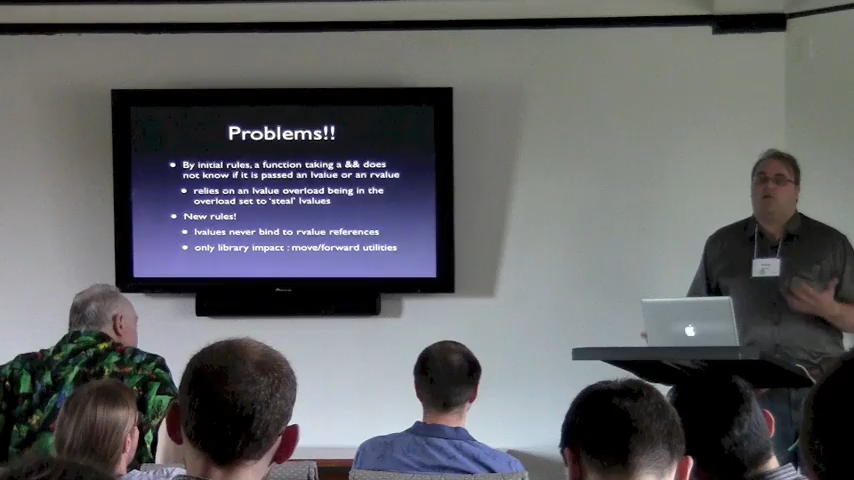 Problems!!
By initial rules, a function taking a && does
not know if it is passed an lvalue or an rvalue
relies on an lvalue overload being in the
overload set to 'steal' lvalues
New rules!
lvalues never bind to rvalue references
only library impact : move/forward utilities